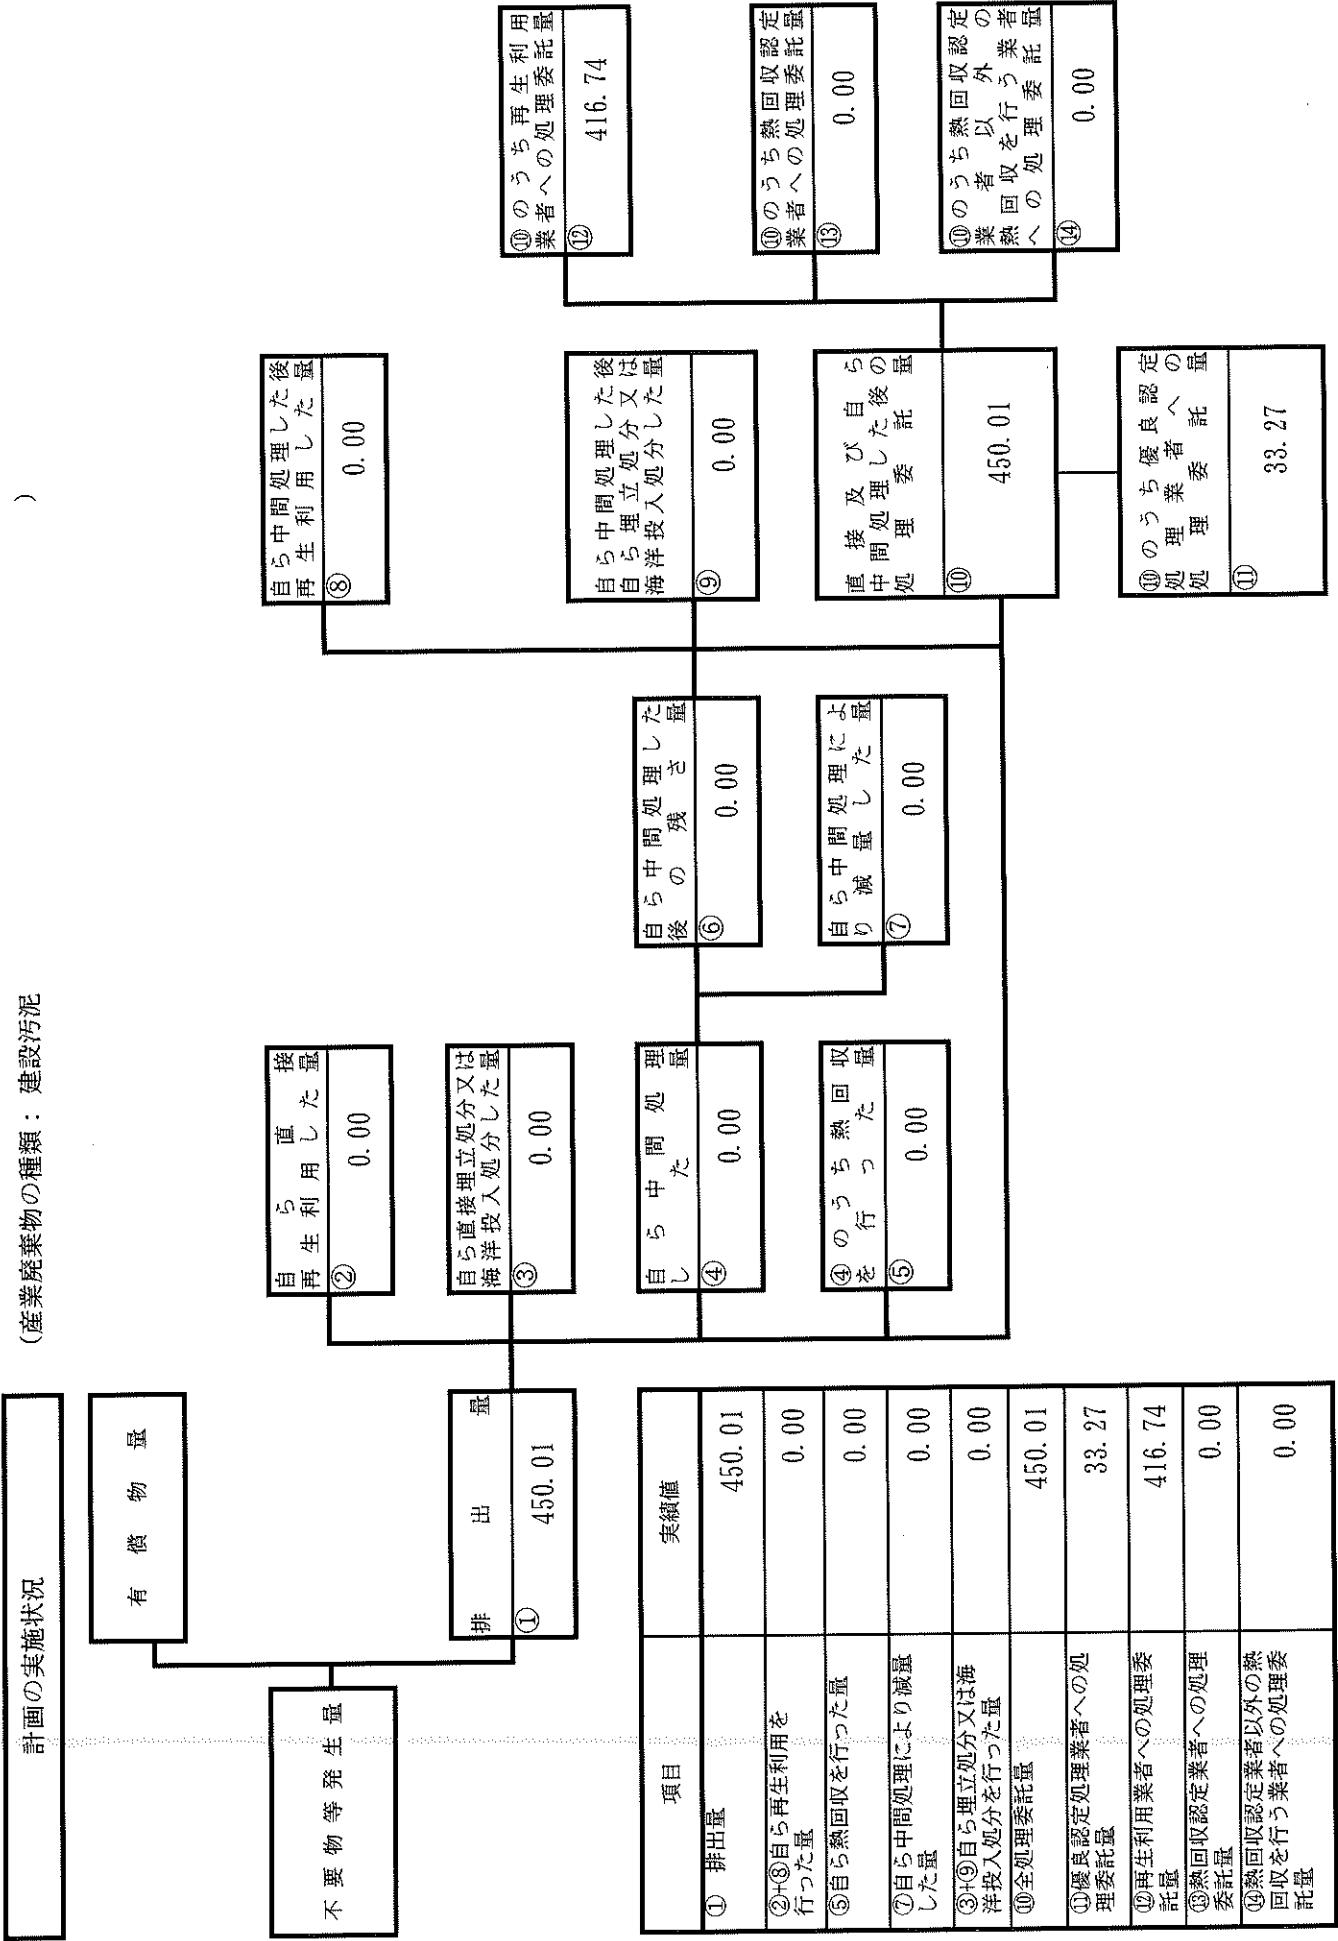 計画の実施状況
(産業廃棄物の種類：建設汚泥
)
不要物等発生量
有償物量
排出量
① 450.01
自ら直接
再生利用した量
② 0.00
自ら直接埋立処分又は
海洋投入処分した量
③ 0.00
自ら中間処理
した量
④ 0.00
④のうち熱回収
を行った量
⑤ 0.00
自ら中間処理した
後の残さ量
⑥ 0.00
自ら中間処理によ
り減量した量
⑦ 0.00
自ら中間処理した後
再生利用した量
⑧ 0.00
自ら中間処理した後
自ら埋立処分又は
海洋投入処分した量
⑨ 0.00
直接及び自ら
中間処理した後の
処理委託量
⑩ 450.01
⑩のうち優良認定
処理業者への
処理委託量
⑪ 33.27
⑩のうち再生利用
業者への処理委託量
⑫ 416.74
⑩のうち熱回収認定
業者への処理委託量
⑬ 0.00
⑩のうち熱回収認定
業者以外の
熱回収を行う業者
への処理委託量
⑭ 0.00
項目 実績値
① 排出量 450.01
②+⑧自ら再生利用を
行った量 0.00
⑤自ら熱回収を行った量 0.00
⑦自ら中間処理により減量
した量 0.00
③+⑨自ら埋立処分又は海
洋投入処分を行った量 0.00
⑩全処理委託量 450.01
⑪優良認定処理業者への処
理委託量 33.27
⑫再生利用業者への処理委
託量 416.74
⑬熱回収認定業者への処理
委託量 0.00
⑭熱回収認定業者以外の熱
回収を行う業者への処理委
託量 0.00